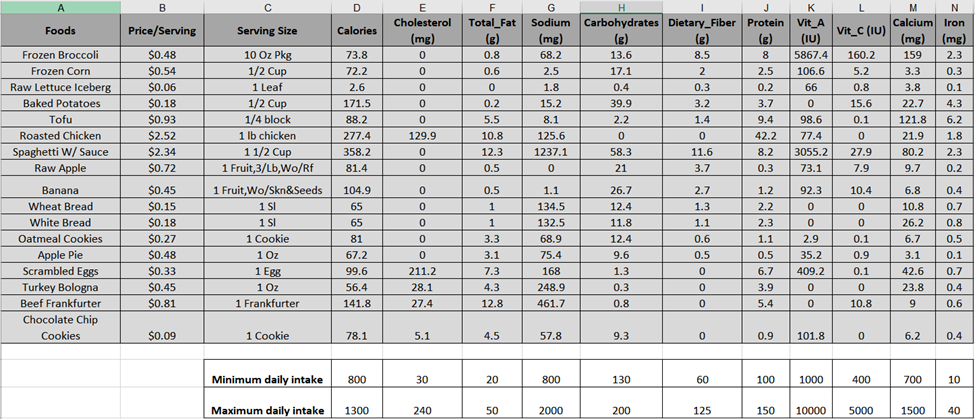 A B C D E F G H I J K L M N
Foods Price/Serving Serving Size Calories Cholesterol (mg) Total_Fat (g) Sodium (mg) Carbohydrates (g) Dietary_Fiber (g) Protein (g) Vit_A (IU) Vit_C (IU) Calcium (mg) Iron (mg)
Frozen Broccoli $0.48 10 Oz Pkg 73.8 0 0.8 68.2 13.6 8.5 8 5867.4 160.2 159 2.3
Frozen Corn $0.54 1/2 Cup 72.2 0 0.6 2.5 17.1 2 2.5 106.6 5.2 3.3 0.3
Raw Lettuce Iceberg $0.06 1 Leaf 2.6 0 0 1.8 0.4 0.3 0.2 66 0.8 3.8 0.1
Baked Potatoes $0.18 1/2 Cup 171.5 0 0.2 15.2 39.9 3.2 3.7 0 15.6 22.7 4.3
Tofu $0.93 1/4 block 88.2 0 5.5 8.1 2.2 1.4 9.4 98.6 0.1 121.8 6.2
Roasted Chicken $2.52 1 lb chicken 277.4 129.9 10.8 125.6 0 0 42.2 77.4 0 21.9 1.8
Spaghetti W/ Sauce $2.34 1 1/2 Cup 358.2 0 12.3 1237.1 58.3 11.6 8.2 3055.2 27.9 80.2 2.3
Raw Apple $0.72 1 Fruit,3/Lb,Wo/Rf 81.4 0 0.5 0 21 3.7 0.3 73.1 7.9 9.7 0.2
Banana $0.45 1 Fruit,Wo/Skn&Seeds 104.9 0 0.5 1.1 26.7 2.7 1.2 92.3 10.4 6.8 0.4
Wheat Bread $0.15 1 Sl 65 0 1 134.5 12.4 1.3 2.2 0 0 10.8 0.7
White Bread $0.18 1 Sl 65 0 1 132.5 11.8 1.1 2.3 0 0 26.2 0.8
Oatmeal Cookies $0.27 1 Cookie 81 0 3.3 68.9 12.4 0.6 1.1 2.9 0.1 6.7 0.5
Apple Pie $0.48 1 Oz 67.2 0 3.1 75.4 9.6 0.5 0.5 35.2 0.9 3.1 0.1
Scrambled Eggs $0.33 1 Egg 99.6 211.2 7.3 168 1.3 0 6.7 409.2 0.1 42.6 0.7
Turkey Bologna $0.45 1 Oz 56.4 28.1 4.3 248.9 0.3 0 3.9 0 0 23.8 0.4
Beef Frankfurter $0.81 1 Frankfurter 141.8 27.4 12.8 461.7 0.8 0 5.4 0 10.8 9 0.6
Chocolate Chip Cookies $0.09 1 Cookie 78.1 5.1 4.5 57.8 9.3 0 0.9 101.8 0 6.2 0.4
Minimum daily intake 800 30 20 800 130 60 100 1000 400 700 10
Maximum daily intake 1300 240 50 2000 200 125 150 10000 5000 1500 40